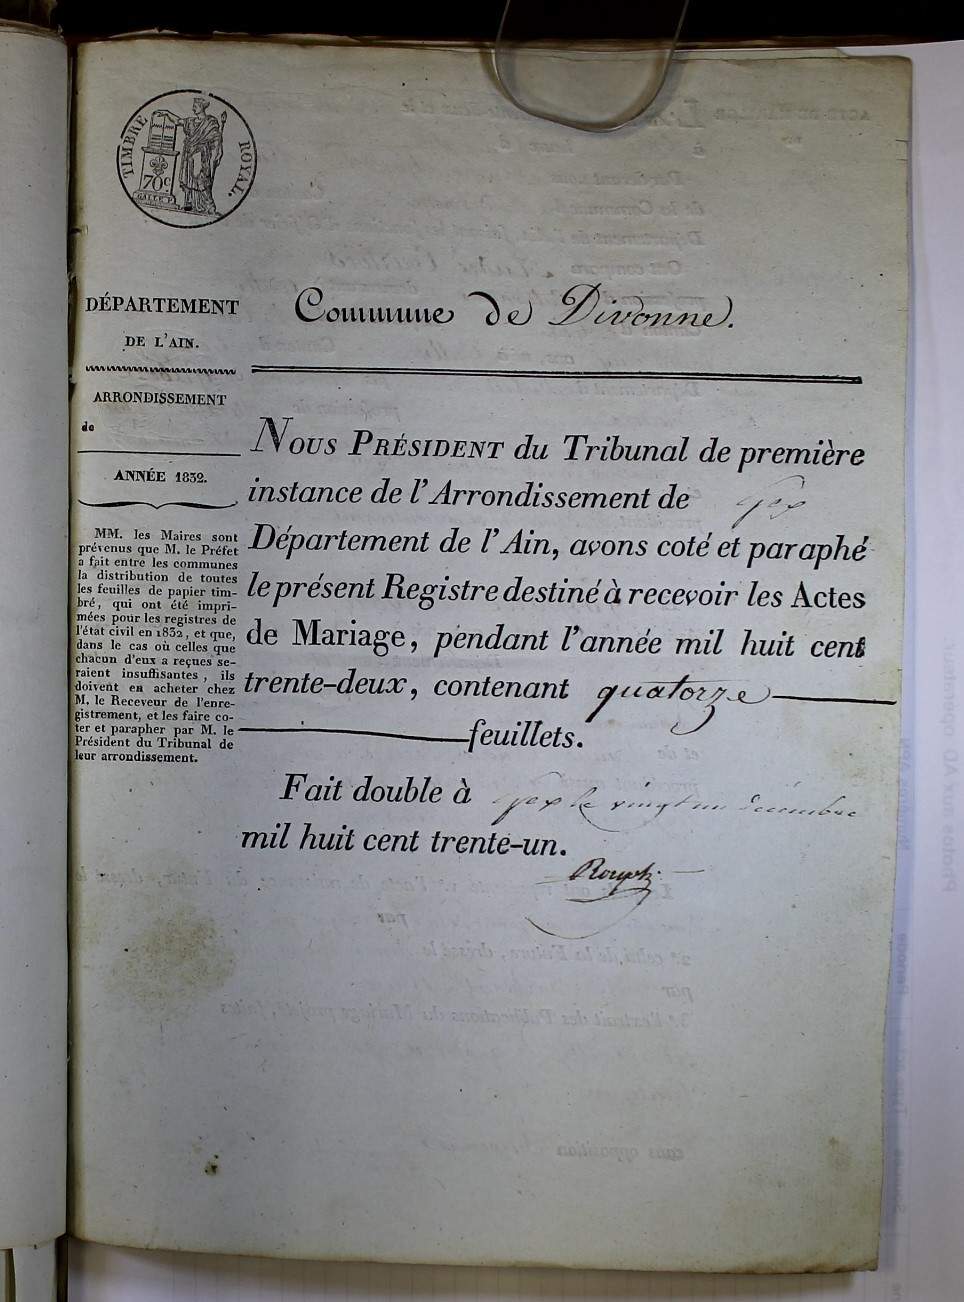 TIMBRE ROYAL.
70c
DÉPARTEMENT
DE L'AIN.
ARRONDISSEMENT
de
ANNÉE 1832.
MM. les Maires sont
prévenus que M. le Préfet
a fait entre les communes
la distribution de toutes
les feuilles de papier tim-
bré, qui ont été impri-
mées pour les registres de
l'état civil en 1832, et que,
dans le cas où celles que
chacun d'eux a reçues se-
raient insuffisantes, ils
doivent en acheter chez
M. le Receveur de l'enre-
gistrement, et les faire co-
ter et parapher par M. le
Président du Tribunal de
leur arrondissement.
Commune de Divonne.
Nous Président du Tribunal de première
instance de l'Arrondissement de Gex
Département de l'Ain, avons coté et paraphé
le présent Registre destiné à recevoir les Actes
de Mariage, pendant l'année mil huit cent
trente-deux, contenant quatorze
feuillets.
Fait double à Gex le vingt un décembre
mil huit cent trente-un.